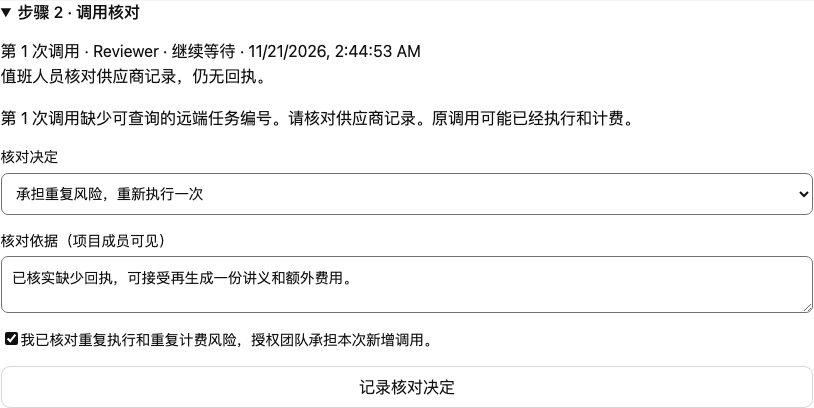 ▼ 步骤 2 · 调用核对
第 1 次调用 · Reviewer · 继续等待 · 11/21/2026, 2:44:53 AM
值班人员核对供应商记录，仍无回执。
第 1 次调用缺少可查询的远端任务编号。请核对供应商记录。原调用可能已经执行和计费。
核对决定
承担重复风险，重新执行一次
核对依据（项目成员可见）
已核实缺少回执，可接受再生成一份讲义和额外费用。
我已核对重复执行和重复计费风险，授权团队承担本次新增调用。
记录核对决定